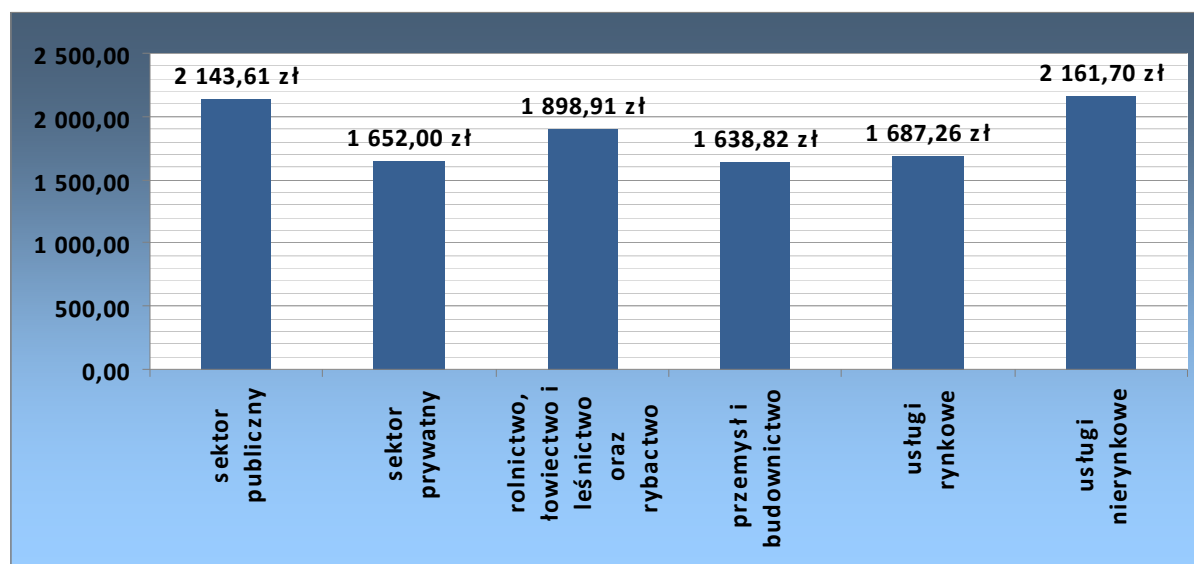 2 500,00
2 000,00
1 500,00
1 000,00
500,00
0,00
2 143,61 zł
1 652,00 zł
1 898,91 zł
1 638,82 zł
1 687,26 zł
2 161,70 zł
sektor
publiczny
sektor
prywatny
rolnictwo,
łowiectwo i
leśnictwo
oraz
rybactwo
przemysł i
budownictwo
usługi
rynkowe
usługi
nierynkowe